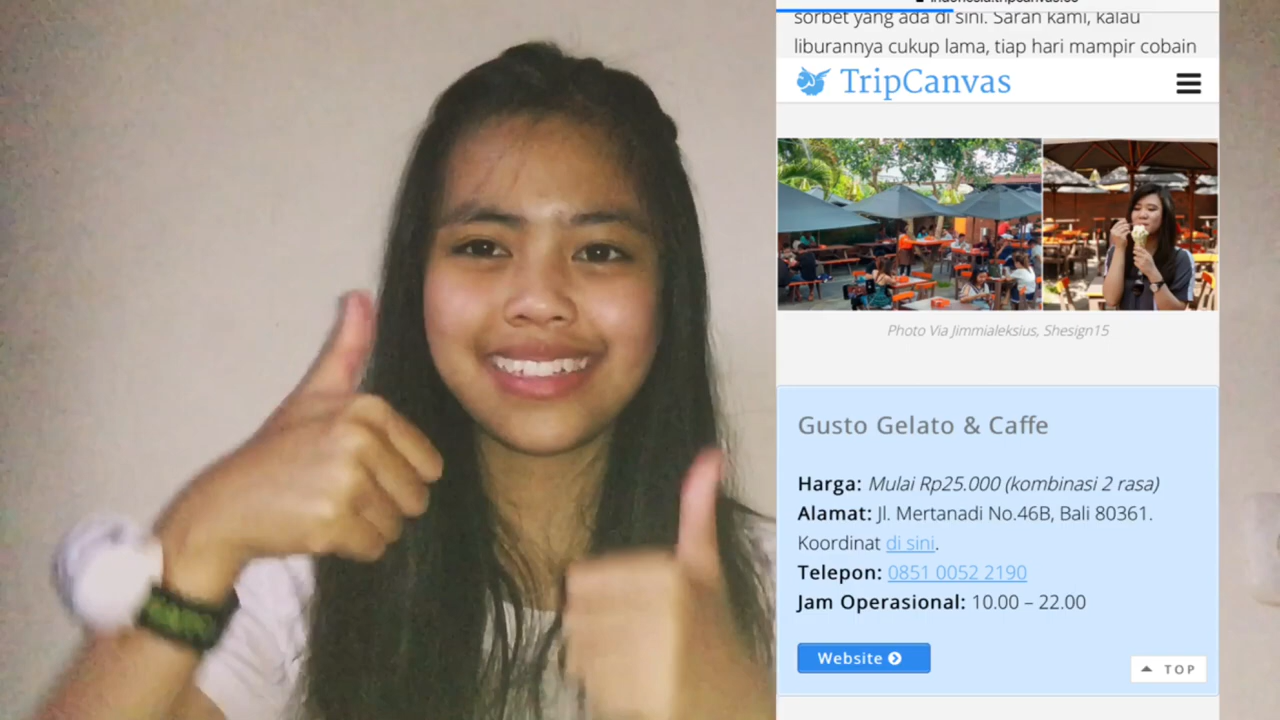 sorbet yang ada di sini. Saran kami, kalau
liburannya cukup lama, tiap hari mampir cobain
TripCanvas
Photo Via Jimmialeksius, Shesign15
Gusto Gelato & Caffe
Harga: Mulai Rp25.000 (kombinasi 2 rasa)
Alamat: Jl. Mertanadi No.46B, Bali 80361.
Koordinat di sini.
Telepon: 0851 0052 2190
Jam Operasional: 10.00 – 22.00
Website
TOP